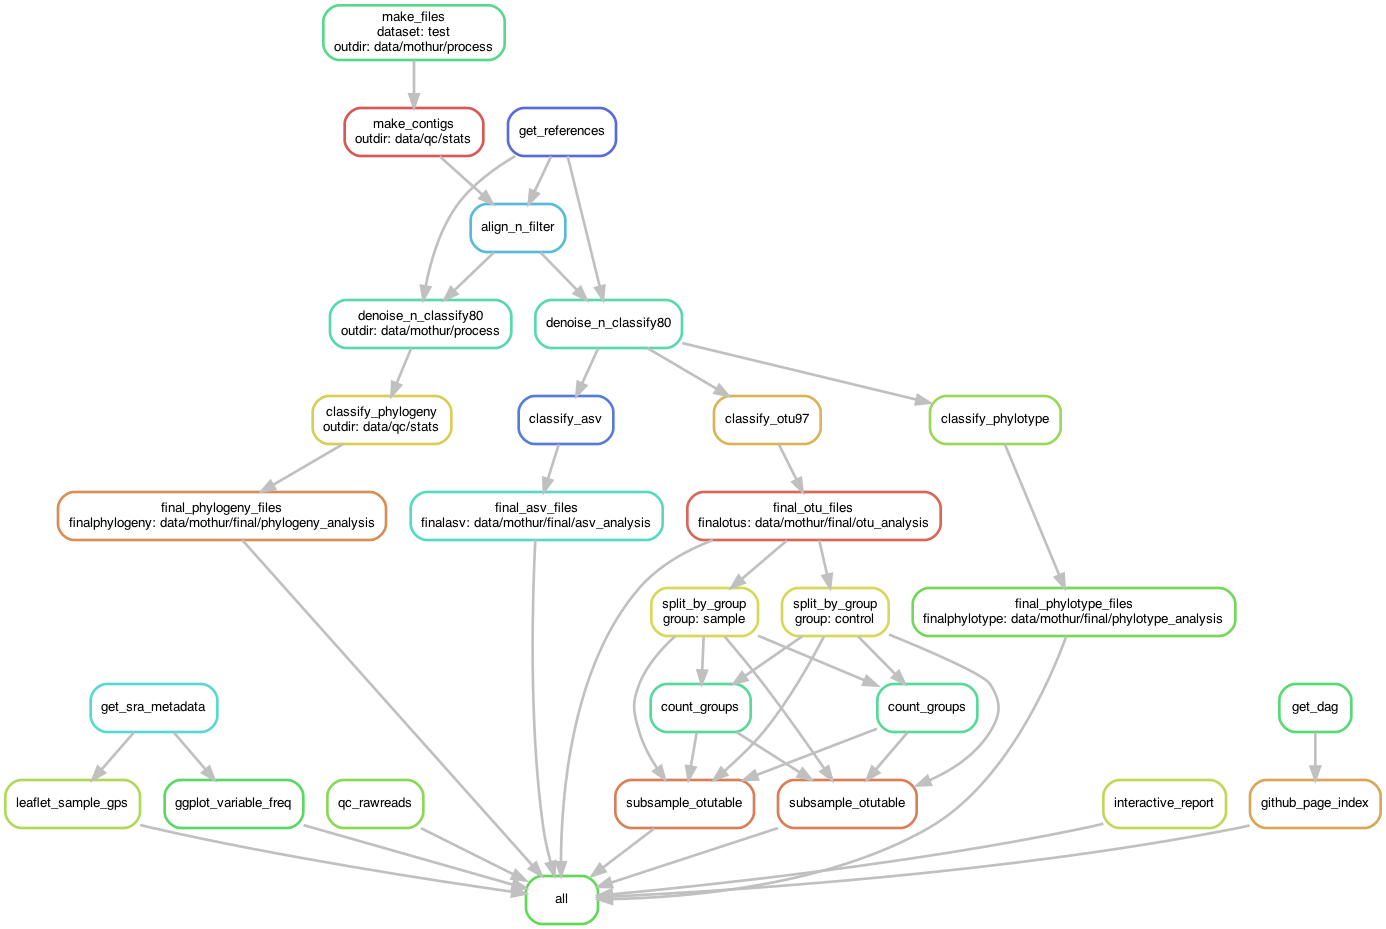 make_files
dataset: test
outdir: data/mothur/process
make_contigs
outdir: data/qc/stats
get_references
align_n_filter
denoise_n_classify80
outdir: data/mothur/process
denoise_n_classify80
classify_phylogeny
outdir: data/qc/stats
classify_asv
classify_otu97
classify_phylotype
final_phylogeny_files
finalphylogeny: data/mothur/final/phylogeny_analysis
final_asv_files
finalasv: data/mothur/final/asv_analysis
final_otu_files
finalotus: data/mothur/final/otu_analysis
split_by_group
group: sample
split_by_group
group: control
final_phylotype_files
finalphylotype: data/mothur/final/phylotype_analysis
get_sra_metadata
count_groups
count_groups
get_dag
leaflet_sample_gps
ggplot_variable_freq
qc_rawreads
subsample_otutable
subsample_otutable
interactive_report
github_page_index
all